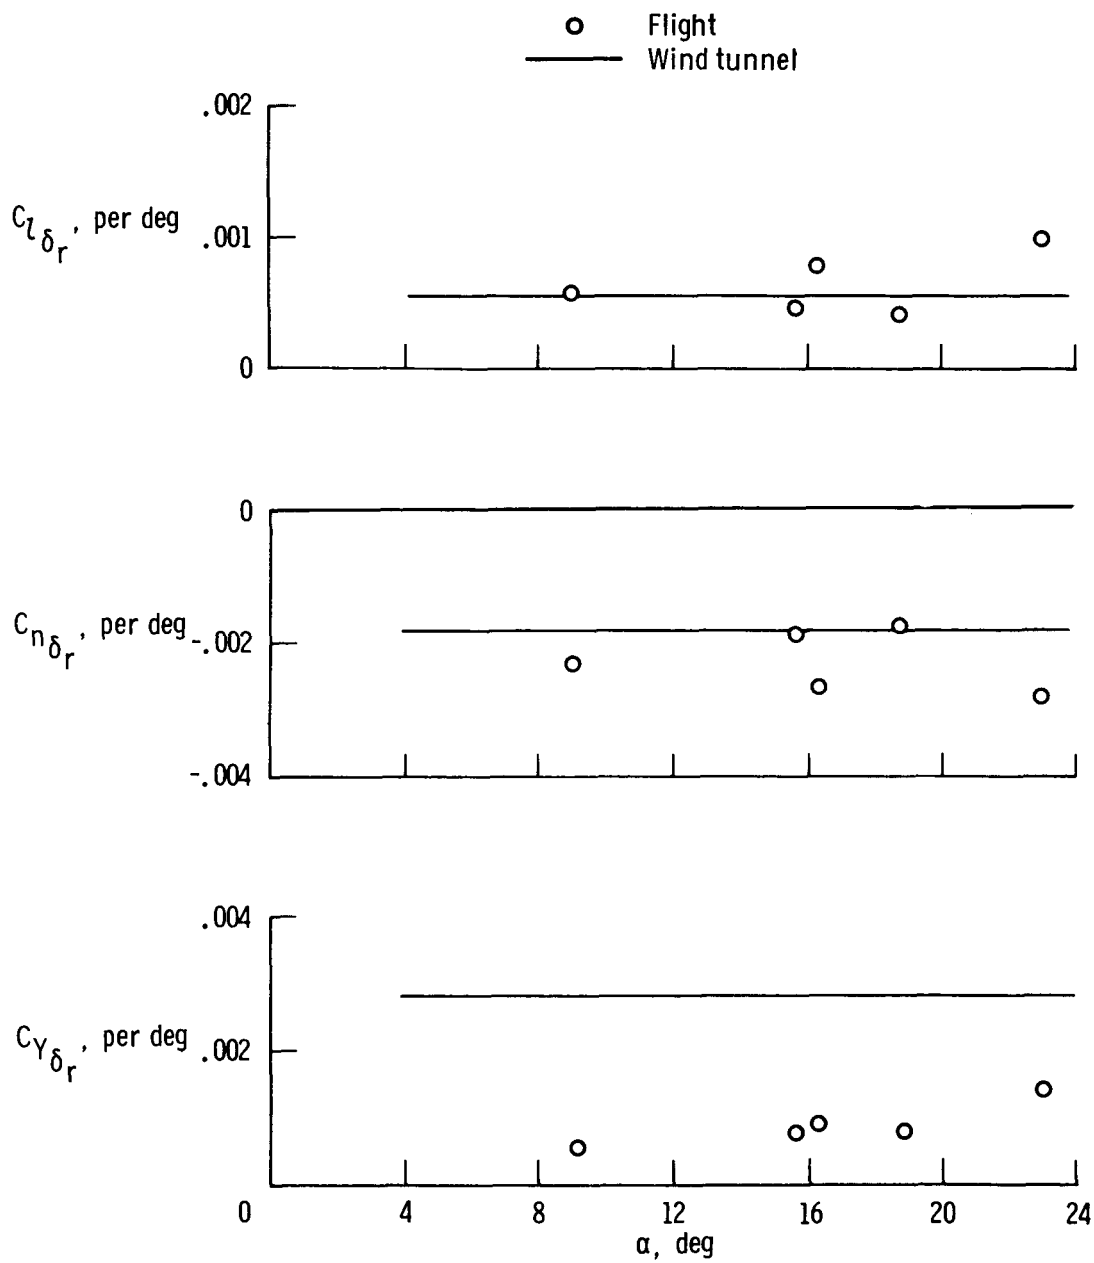 Flight
Wind tunnel
.002
C_{l_{δ_r}}, per deg
.001
0
0
C_{n_{δ_r}}, per deg
-.002
-.004
.004
C_{Y_{δ_r}}, per deg
.002
0 4 8 12 16 20 24
α, deg